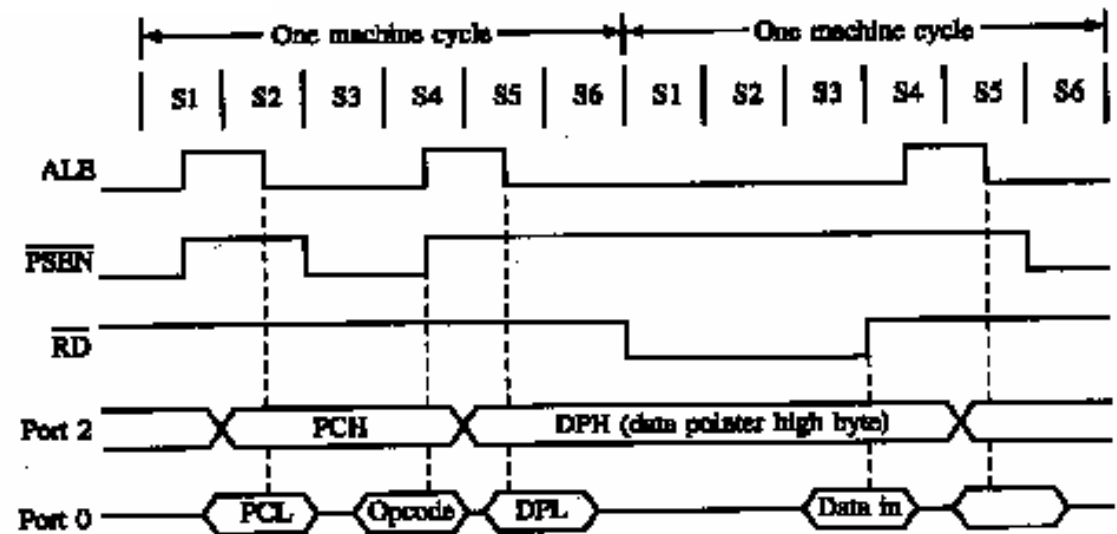 One machine cycle One machine cycle
S1 S2 S3 S4 S5 S6 S1 S2 S3 S4 S5 S6
ALE
PSEN
RD
Port 2 PCH DPH (data pointer high byte)
Port 0 PCL Opcode DPL Data in